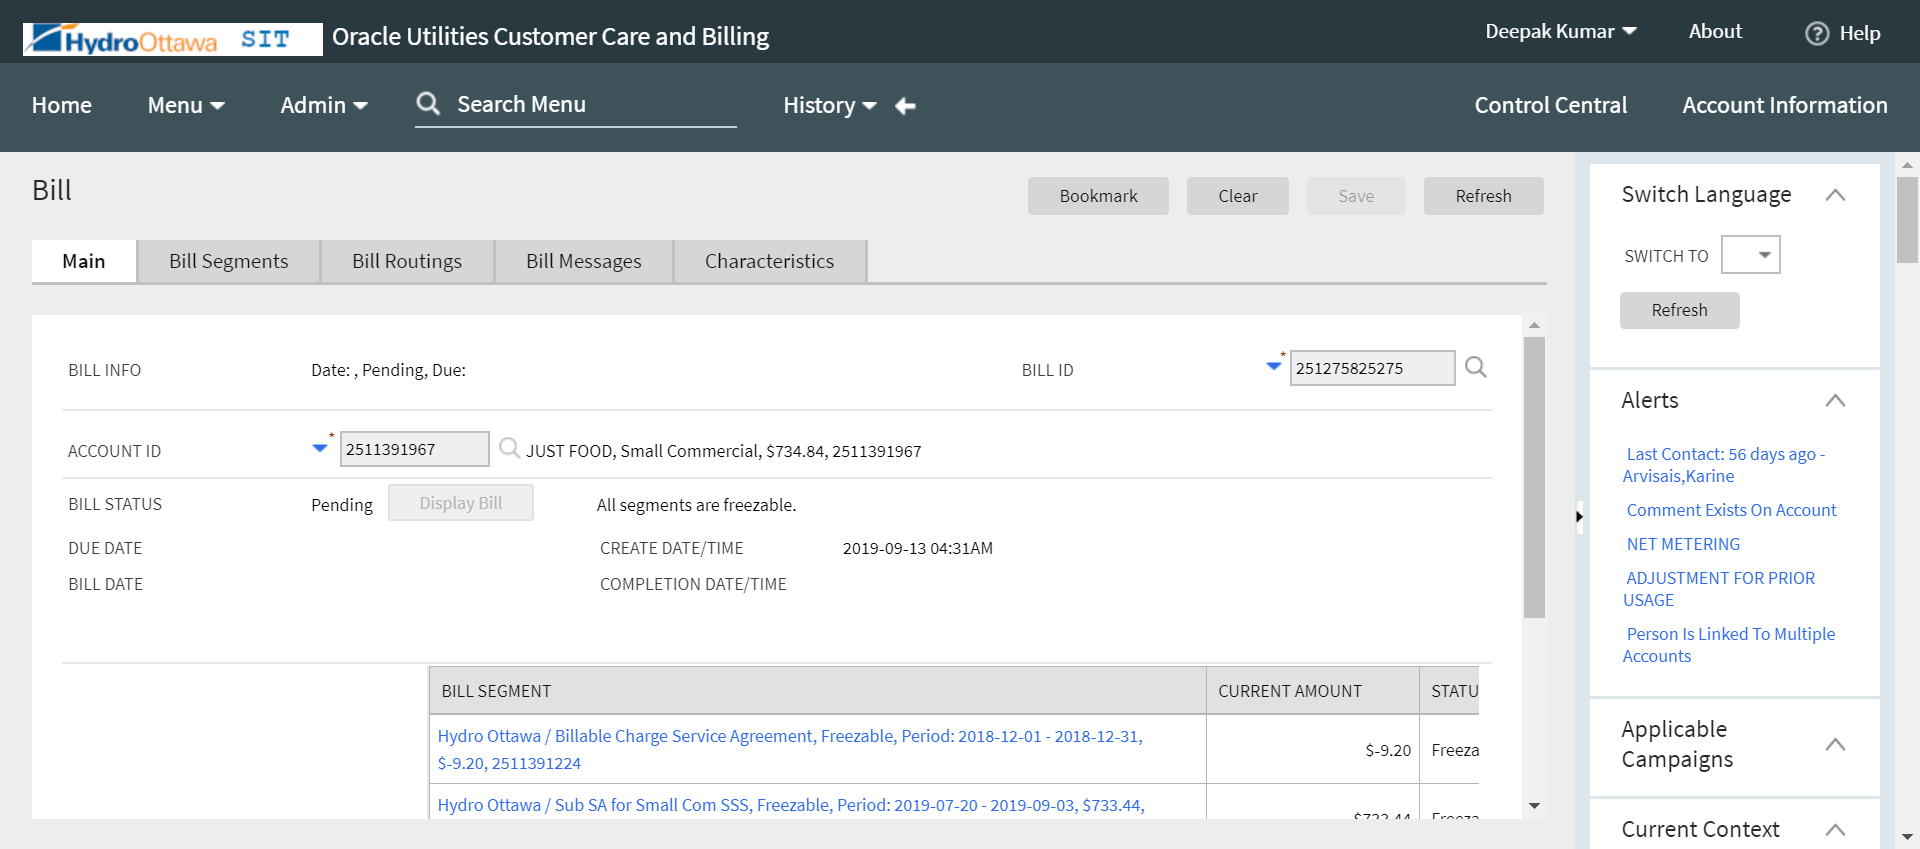 HydroOttawa SIT Oracle Utilities Customer Care and Billing Deepak Kumar About ? Help
Home Menu Admin Search Menu History Control Central Account Information
Bill
Bookmark Clear Save Refresh
Main Bill Segments Bill Routings Bill Messages Characteristics
BILL INFO Date: , Pending, Due: BILL ID * 251275825275
ACCOUNT ID * 2511391967 JUST FOOD, Small Commercial, $734.84, 2511391967
BILL STATUS Pending Display Bill All segments are freezable.
DUE DATE CREATE DATE/TIME 2019-09-13 04:31AM
BILL DATE COMPLETION DATE/TIME
BILL SEGMENT CURRENT AMOUNT STATU
Hydro Ottawa / Billable Charge Service Agreement, Freezable, Period: 2018-12-01 - 2018-12-31,
$-9.20, 2511391224 $-9.20 Freeza
Hydro Ottawa / Sub SA for Small Com SSS, Freezable, Period: 2019-07-20 - 2019-09-03, $733.44,
$733.44 Freeza
Switch Language
SWITCH TO
Refresh
Alerts
Last Contact: 56 days ago -
Arvisais,Karine
Comment Exists On Account
NET METERING
ADJUSTMENT FOR PRIOR
USAGE
Person Is Linked To Multiple
Accounts
Applicable
Campaigns
Current Context